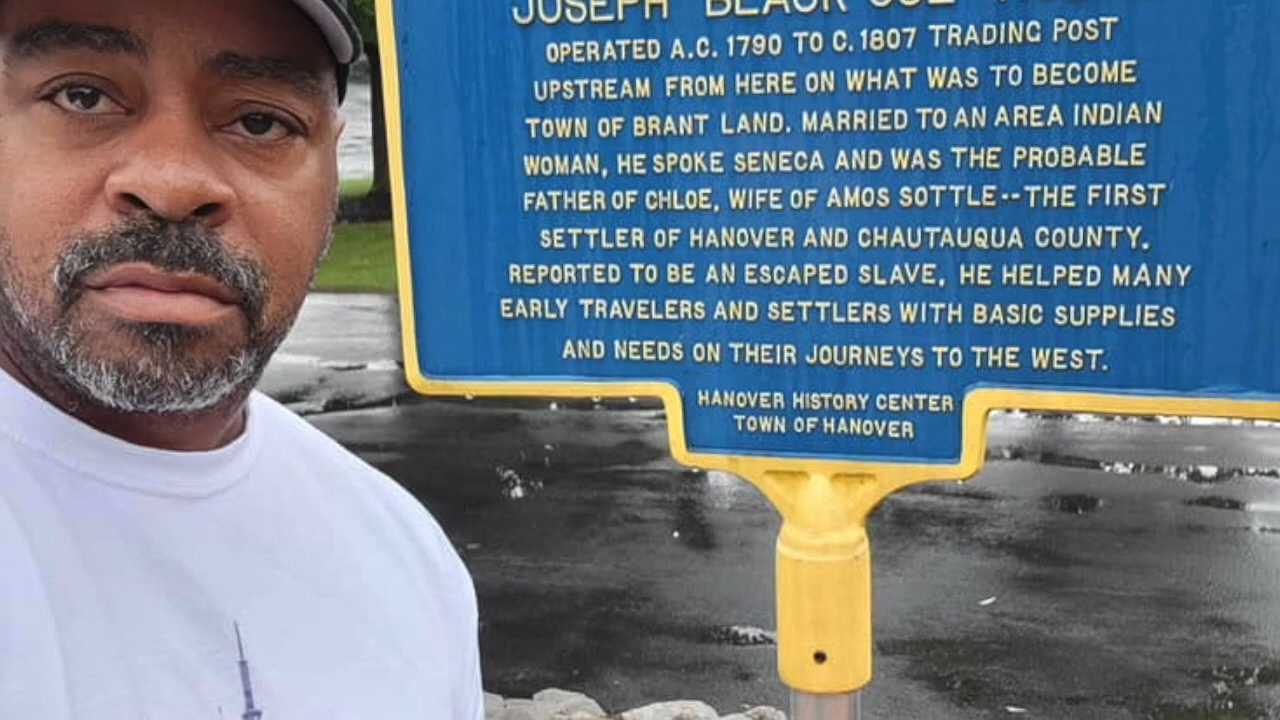 JOSEPH "BLACK JOE"
OPERATED A.C. 1790 TO C.1807 TRADING POST
UPSTREAM FROM HERE ON WHAT WAS TO BECOME
TOWN OF BRANT LAND. MARRIED TO AN AREA INDIAN
WOMAN, HE SPOKE SENECA AND WAS THE PROBABLE
FATHER OF CHLOE, WIFE OF AMOS SOTTLE--THE FIRST
SETTLER OF HANOVER AND CHAUTAUQUA COUNTY.
REPORTED TO BE AN ESCAPED SLAVE, HE HELPED MANY
EARLY TRAVELERS AND SETTLERS WITH BASIC SUPPLIES
AND NEEDS ON THEIR JOURNEYS TO THE WEST.
HANOVER HISTORY CENTER
TOWN OF HANOVER